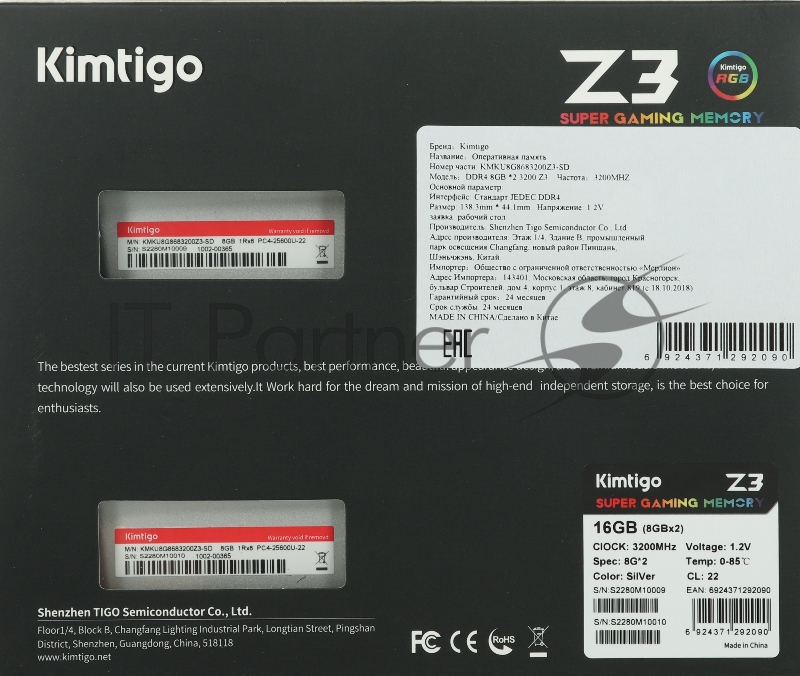 Kimtigo
Z3
Kimtigo
RGB
SUPER GAMING MEMORY
Бренд: Kimtigo
Название: Оперативная память
Номер части: KMKU8G8683200Z3-SD
Модель: DDR4 8GB *2 3200 Z3 Частота: 3200MHZ
Основной параметр:
Интерфейс: Стандарт JEDEC DDR4
Размер: 138.3mm * 44.1mm Напряжение: 1.2V
заявка: рабочий стол
Производитель: Shenzhen Tigo Semiconductor Co., Ltd
Адрес производителя: Этаж 1/4, Здание В, промышленный
парк освещения Changfang, новый район Пиншань,
Шэньчжэнь, Китай
Импортер: Общество с ограниченной ответственностью «Мерлион»
Адрес Импортера: 143401, Московская область, город Красногорск,
бульвар Строителей, дом 4, корпус 1, этаж 8, кабинет 819 (с 18.10.2018)
Гарантийный срок: 24 месяцев
Срок службы: 24 месяцев
MADE IN CHINA/Сделано в Китае
EAC
6 924371 292090
Kimtigo
Warranty void if removed
M/N: KMKU8G8683200Z3-SD 8GB 1Rx8 PC4-25600U-22
S/N: S2280M10009 1002-00365
IT Partner
The bestest series in the current Kimtigo products, best performance,
technology will also be used extensively.It Work hard for the dream and mission of high-end independent storage, is the best choice for
enthusiasts.
Kimtigo
Warranty void if removed
M/N: KMKU8G8683200Z3-SD 8GB 1Rx8 PC4-25600U-22
S/N: S2280M10010 1002-00365
Kimtigo Z3
SUPER GAMING MEMORY
16GB (8GBx2)
ClOCK: 3200MHz Voltage: 1.2V
Spec: 8G*2 Temp: 0-85℃
Color: SilVer CL: 22
S/N:S2280M10009 EAN: 6924371292090
S/N:S2280M10010
6 924371 292090
Made in China
Shenzhen TIGO Semiconductor Co., Ltd.
Floor1/4, Block B, Changfang Lighting Industrial Park, Longtian Street, Pingshan
District, Shenzhen, Guangdong, China, 518118
www.kimtigo.net
FC CE RoHS